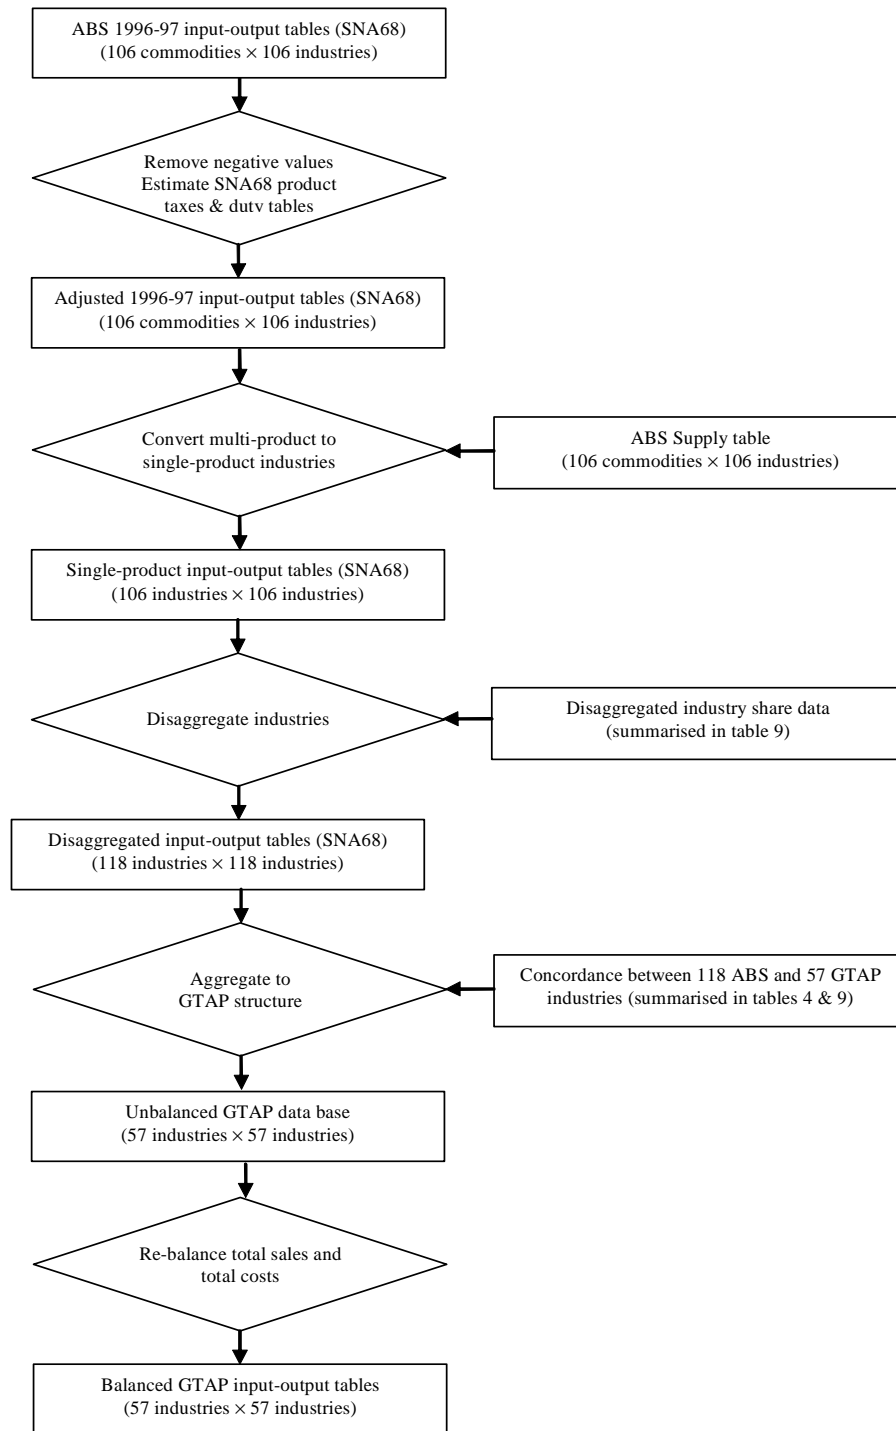 ABS 1996-97 input-output tables (SNA68)
(106 commodities × 106 industries)
Remove negative values
Estimate SNA68 product
taxes & duty tables
Adjusted 1996-97 input-output tables (SNA68)
(106 commodities × 106 industries)
Convert multi-product to
single-product industries
ABS Supply table
(106 commodities × 106 industries)
Single-product input-output tables (SNA68)
(106 industries × 106 industries)
Disaggregate industries
Disaggregated industry share data
(summarised in table 9)
Disaggregated input-output tables (SNA68)
(118 industries × 118 industries)
Aggregate to
GTAP structure
Concordance between 118 ABS and 57 GTAP
industries (summarised in tables 4 & 9)
Unbalanced GTAP data base
(57 industries × 57 industries)
Re-balance total sales and
total costs
Balanced GTAP input-output tables
(57 industries × 57 industries)